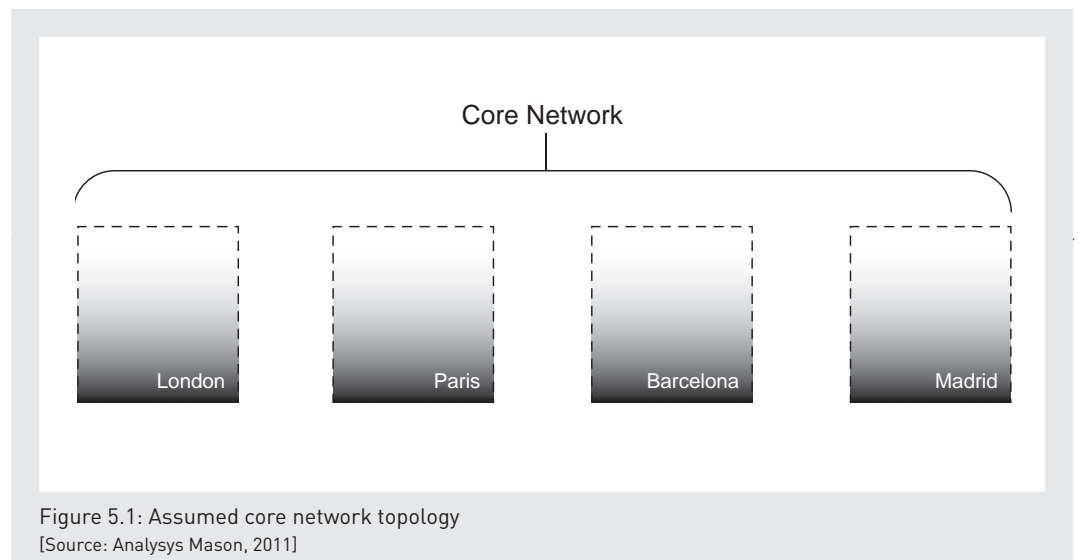 Core Network
London
Paris
Barcelona
Madrid
Figure 5.1: Assumed core network topology
[Source: Analysys Mason, 2011]